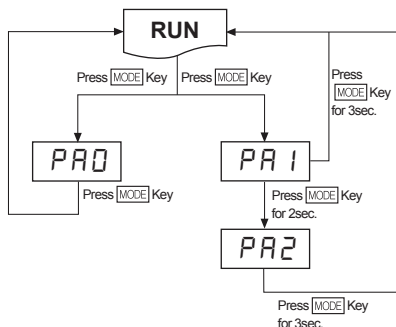 RUN
Press MODE Key
Press MODE Key
Press
MODE Key
for 3sec.
PA0
PA1
Press MODE Key
Press MODE Key
for 2sec.
PA2
Press MODE Key
for 3sec.